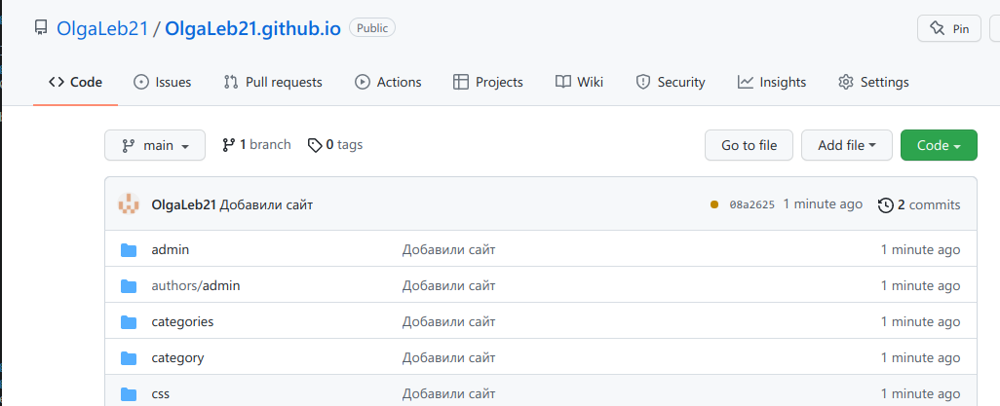 OlgaLeb21 / OlgaLeb21.github.io Public Pin
Code Issues Pull requests Actions Projects Wiki Security Insights Settings
main 1 branch 0 tags Go to file Add file Code
OlgaLeb21 Добавили сайт 08a2625 1 minute ago 2 commits
admin Добавили сайт 1 minute ago
authors/admin Добавили сайт 1 minute ago
categories Добавили сайт 1 minute ago
category Добавили сайт 1 minute ago
css Добавили сайт 1 minute ago